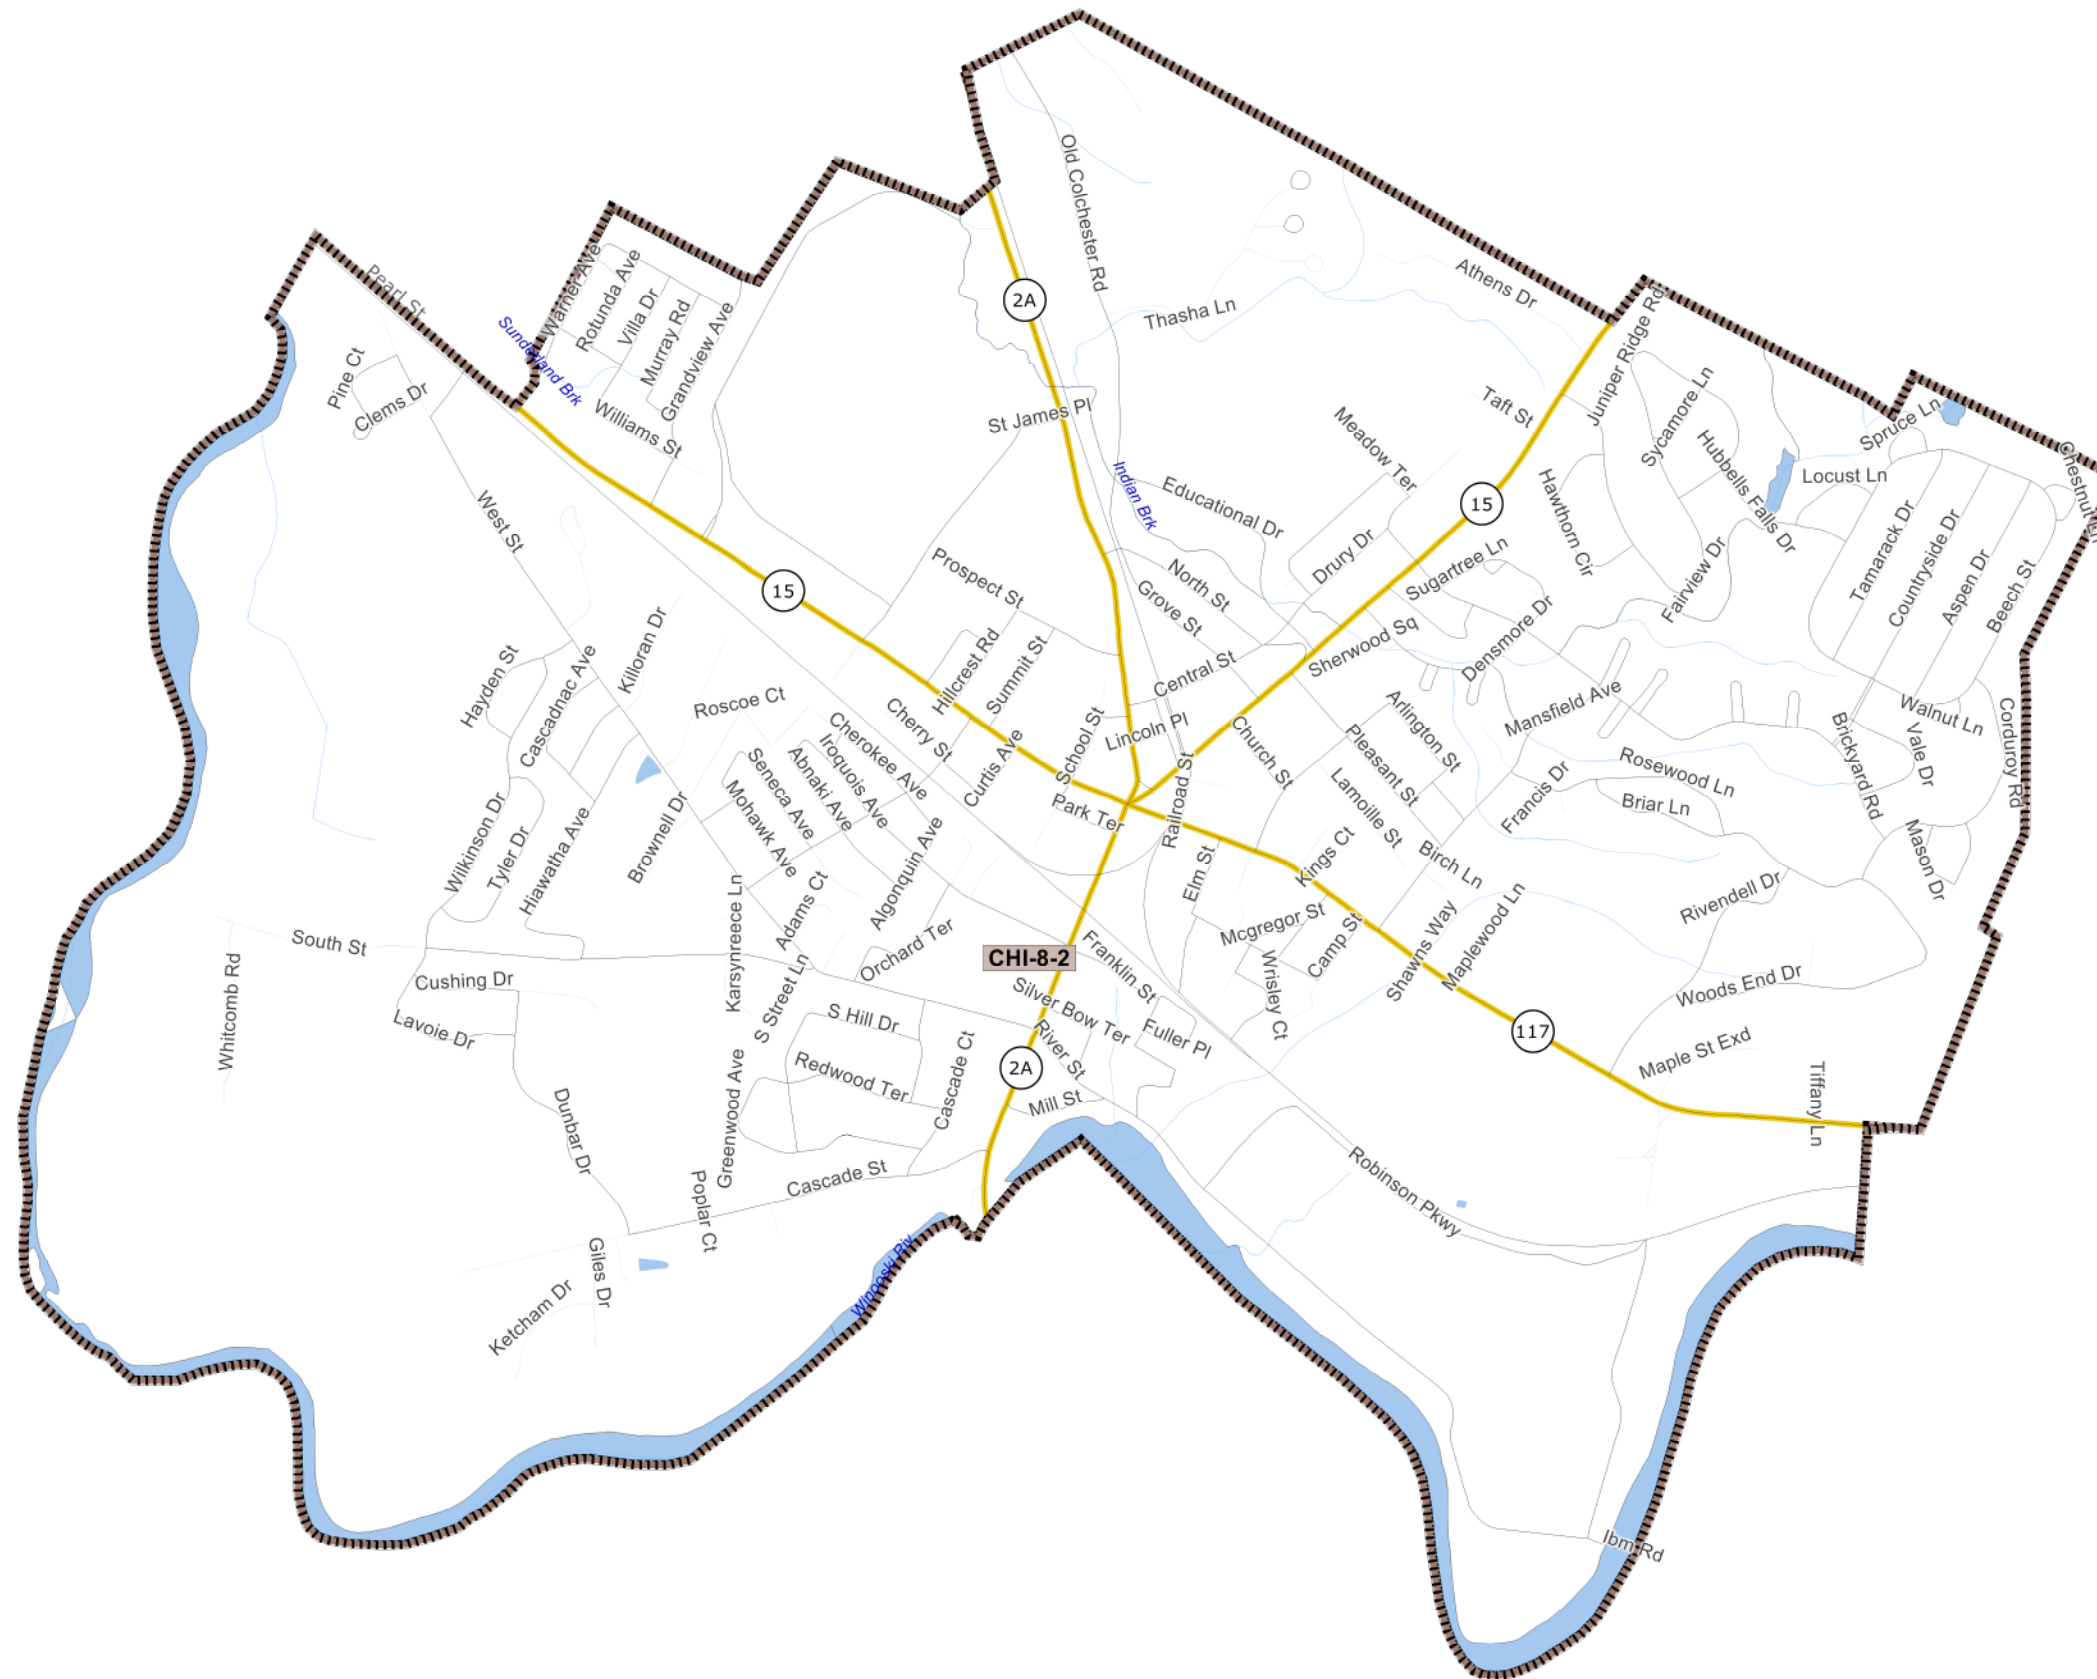 Old Colchester Rd
Pearl St
Warner Ave
Rotunda Ave
Villa Dr
Murray Rd
Grandview Ave
Sunderland Brk
Williams St
Pine Ct
Clems Dr
2A
Thasha Ln
Athens Dr
Juniper Ridge Rd
St James Pl
Taft St
Meadow Ter
Sycamore Ln
Hubbells Falls Dr
Spruce Ln
Locust Ln
Chestnut Ln
West St
Indian Brk
Educational Dr
15
Hawthorn Cir
Tamarack Dr
Countryside Dr
Aspen Dr
Beech St
15
Prospect St
North St
Grove St
Drury Dr
Sugartree Ln
Fairview Dr
Densmore Dr
Sherwood Sq
Hayden St
Cascadnac Ave
Killoran Dr
Hillcrest Rd
Summit St
Central St
Roscoe Ct
Cherry St
Cherokee Ave
Iroquois Ave
Abnaki Ave
Seneca Ave
Mohawk Ave
Curtis Ave
School St
Lincoln Pl
Church St
Pleasant St
Arlington St
Mansfield Ave
Walnut Ln
Vale Dr
Brickyard Rd
Corduroy Rd
Rosewood Ln
Briar Ln
Francis Dr
Lamoille St
Railroad St
Park Ter
Wilkinson Dr
Tyler Dr
Hiawatha Ave
Brownell Dr
Algonquin Ave
Elm St
Kings Ct
Birch Ln
Mason Dr
Rivendell Dr
South St
Whitcomb Rd
Cushing Dr
Lavoie Dr
Karsynreece Ln
Adams Ct
S Street Ln
Orchard Ter
CHI-8-2
Franklin St
Mcgregor St
Camp St
Wrisley Ct
Shawns Way
Maplewood Ln
Woods End Dr
S Hill Dr
Redwood Ter
Cascade Ct
Silver Bow Ter
River St
Fuller Pl
2A
Mill St
117
Maple St Exd
Tiffany Ln
Dunbar Dr
Greenwood Ave
Poplar Ct
Cascade St
Robinson Pkwy
Giles Dr
Ketcham Dr
Winooski Riv
Ibm Rd